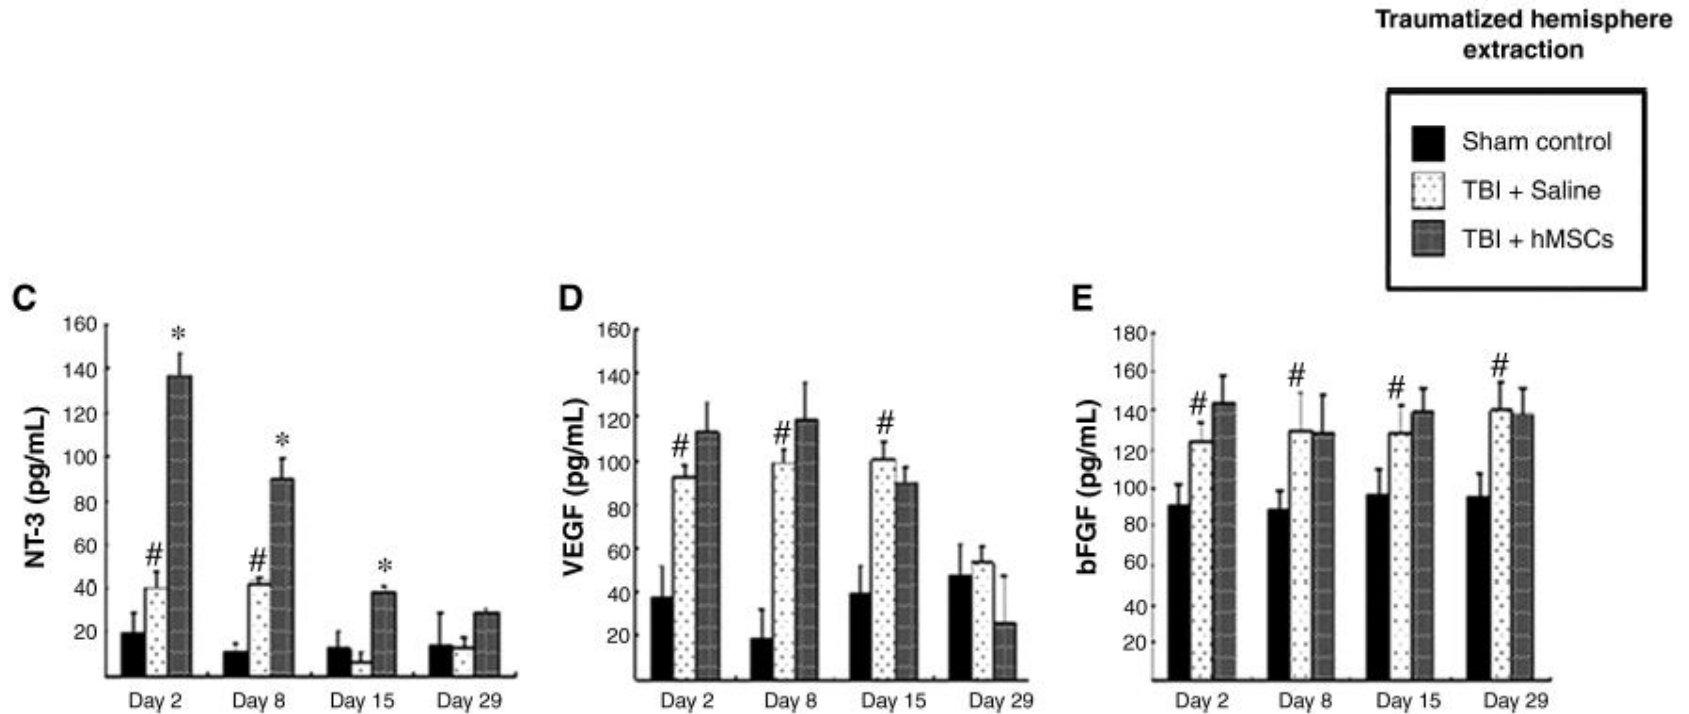 Traumatized hemisphere
extraction
Sham control
TBI + Saline
TBI + hMSCs
C
NT-3 (pg/mL)
160
140
120
100
80
60
40
20
*
*
*
#
#
Day 2
Day 8
Day 15
Day 29
D
VEGF (pg/mL)
160
140
120
100
80
60
40
20
#
#
#
Day 2
Day 8
Day 15
Day 29
E
bFGF (pg/mL)
180
160
140
120
100
80
60
40
20
#
#
#
#
Day 2
Day 8
Day 15
Day 29